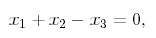 x₁ + x₂ − x₃ = 0,